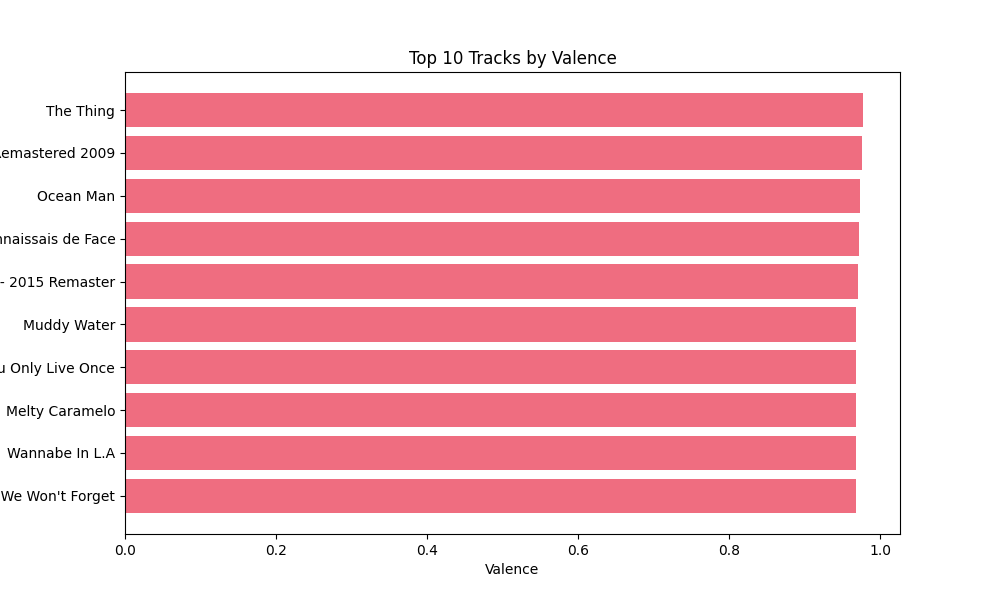 Top 10 Tracks by Valence
The Thing
Remastered 2009
Ocean Man
nnaissais de Face
- 2015 Remaster
Muddy Water
u Only Live Once
Melty Caramelo
Wannabe In L.A
We Won't Forget
0.0 0.2 0.4 0.6 0.8 1.0
Valence